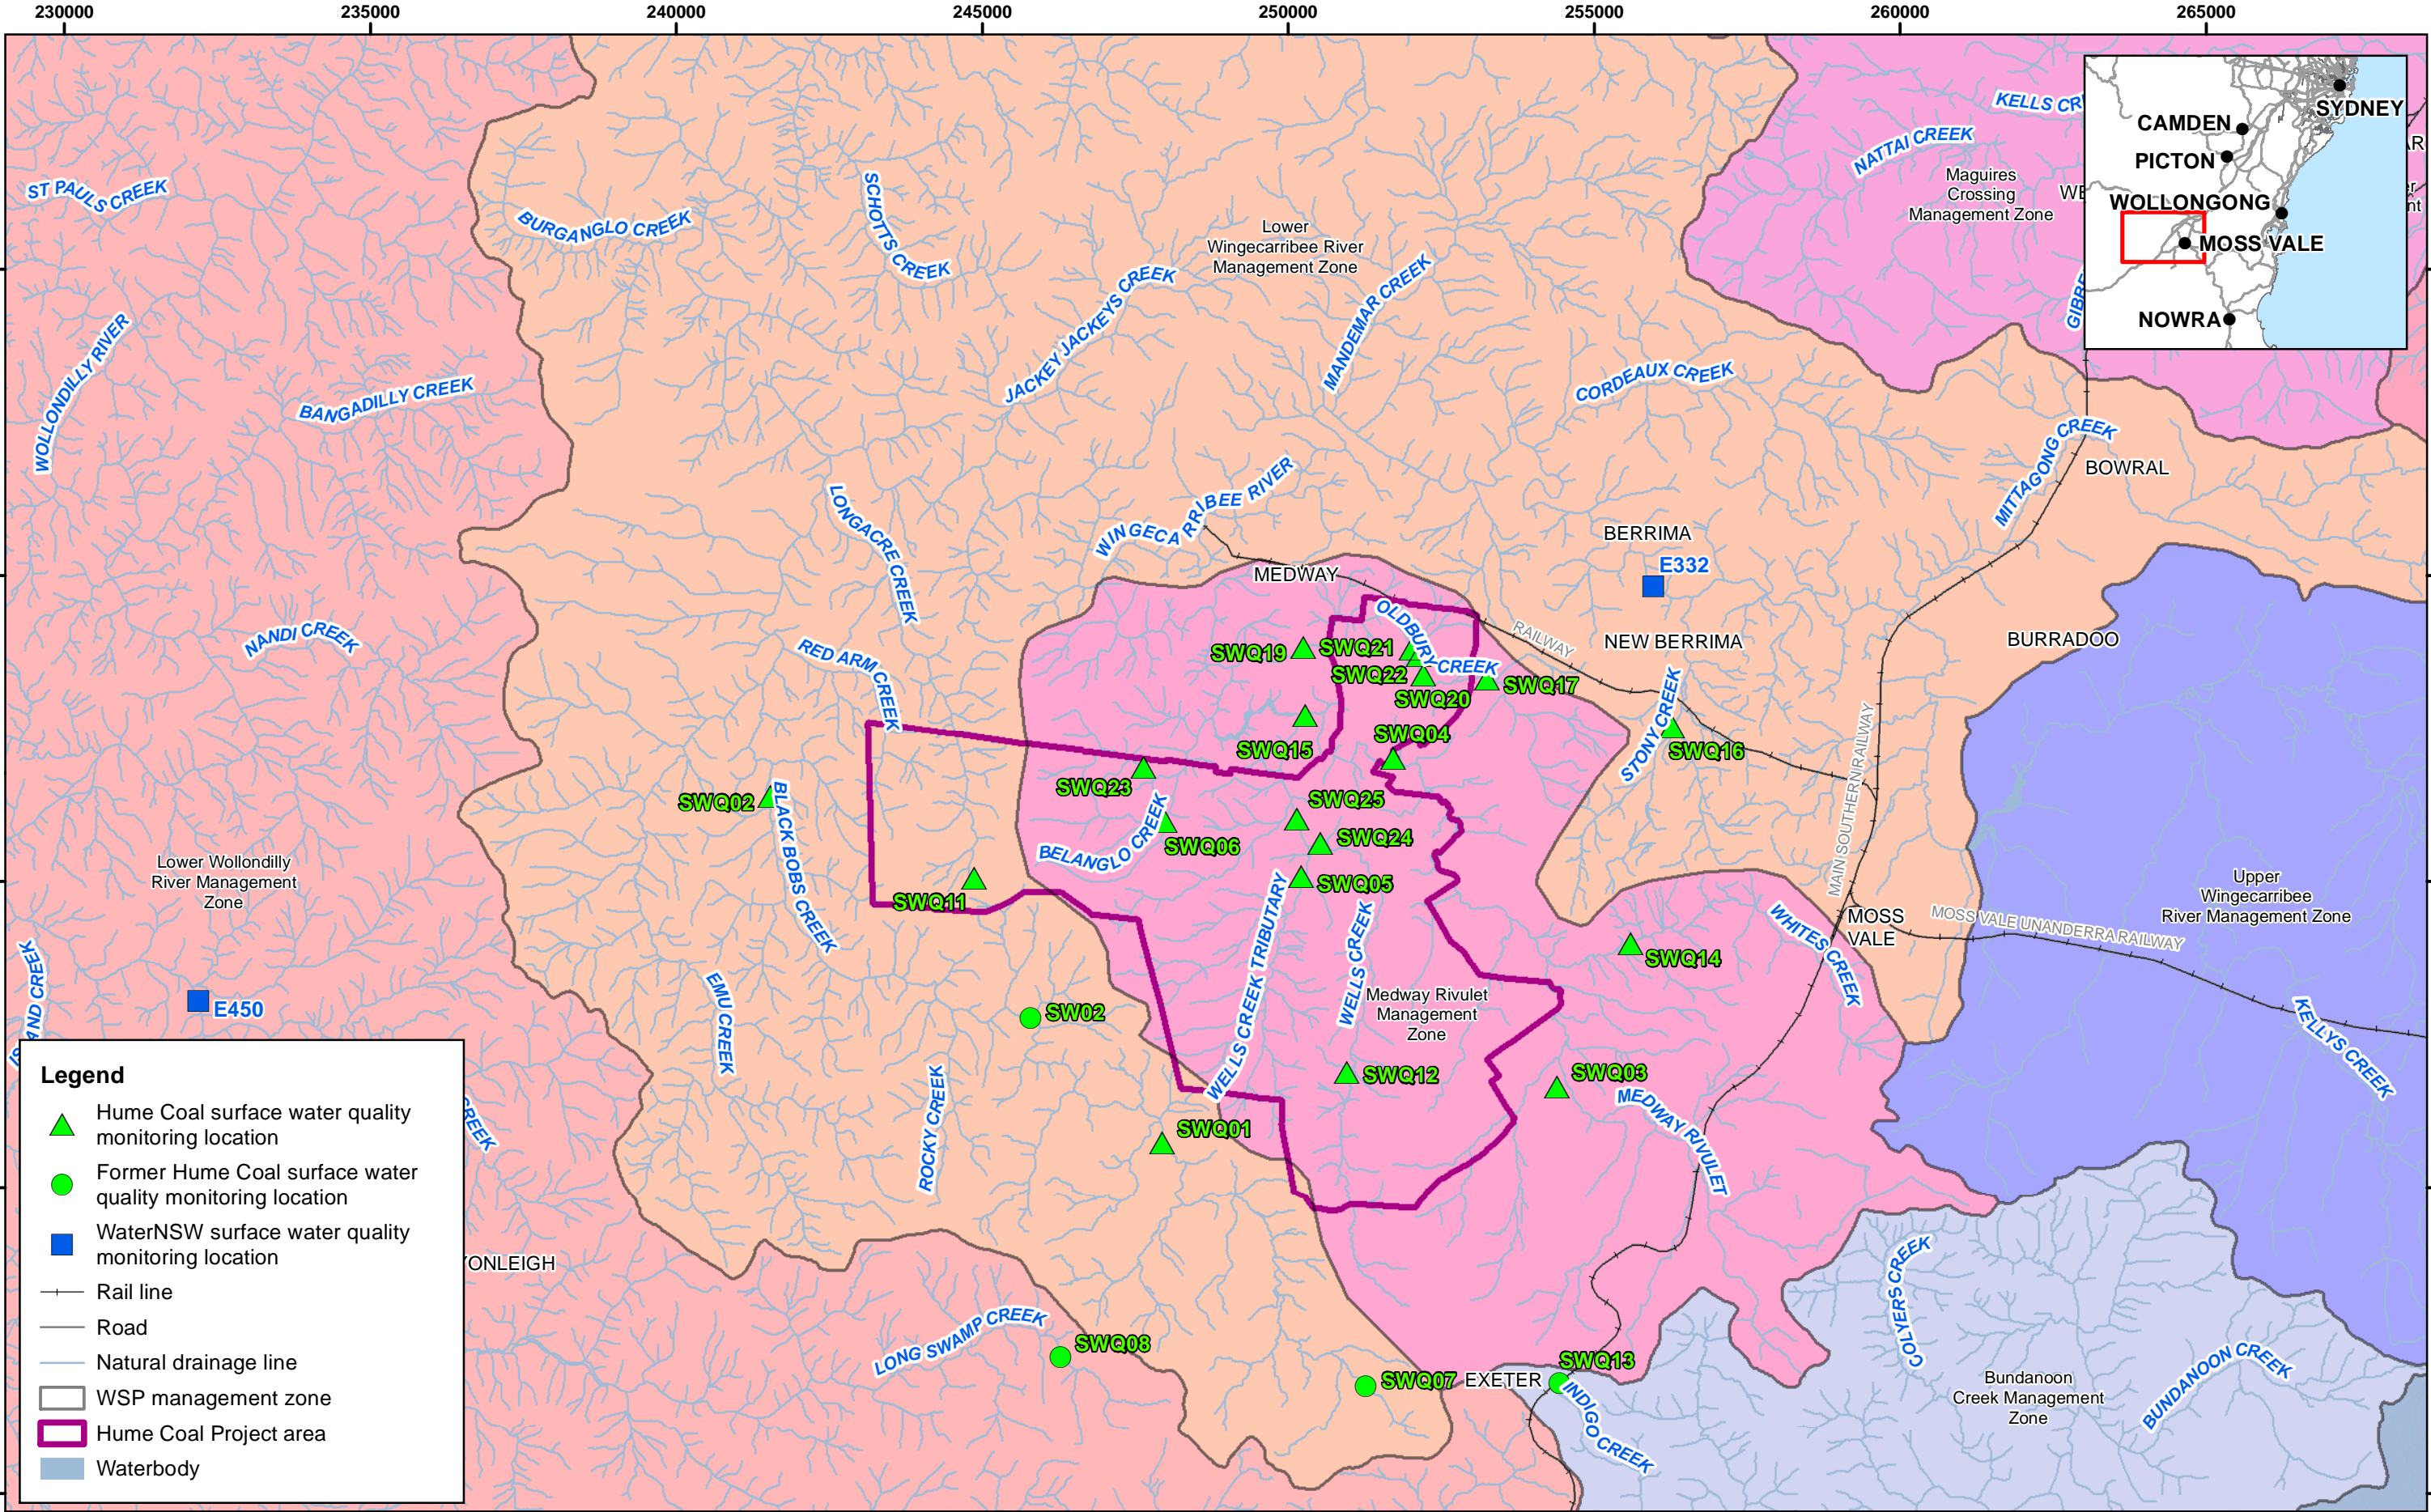 230000
235000
240000
245000
250000
255000
260000
265000
SYDNEY
CAMDEN
PICTON
WOLLONGONG
MOSS VALE
NOWRA
KELLS
NATTAI CREEK
Maguires
Crossing
Management Zone
ST PAULS CREEK
BURGANGLO CREEK
SCHOTTS CREEK
Lower
Wingecarribee River
Management Zone
JACKEY JACKEYS CREEK
MANDEMAR CREEK
WOLLONDILLY RIVER
BANGADILLY CREEK
CORDEAUX CREEK
MITTAGONG CREEK
BOWRAL
WINGECARRIBEE RIVER
LONGACRE CREEK
BERRIMA
E332
MEDWAY
OLDBURY CREEK
RAILWAY
NEW BERRIMA
BURRADOO
NANDI CREEK
RED ARM CREEK
SWQ19
SWQ21
SWQ22
SWQ20
SWQ17
STONY CREEK
SWQ16
SWQ15
SWQ04
MAIN SOUTHERN RAILWAY
SWQ23
SWQ02
BLACK BOBS CREEK
SWQ25
SWQ24
BELANGLO CREEK
SWQ06
SWQ05
SWQ11
Lower Wollondilly
River Management
Zone
Upper
Wingecarribee
River Management Zone
WELLS CREEK TRIBUTARY
WELLS CREEK
WHITES CREEK
MOSS
VALE
MOSS VALE UNANDERRA RAILWAY
SWQ14
E450
EMU CREEK
SW02
Medway Rivulet
Management
Zone
KELLYS CREEK
SWQ12
SWQ03
MEDWAY RIVULET
ROCKY CREEK
SWQ01
CREEK
COLYERS CREEK
LONG SWAMP CREEK
SWQ08
SWQ07
EXETER
SWQ13
INDIGO CREEK
Bundanoon
Creek Management
Zone
BUNDANOON CREEK
Legend
Hume Coal surface water quality
monitoring location
Former Hume Coal surface water
quality monitoring location
WaterNSW surface water quality
monitoring location
Rail line
Road
Natural drainage line
WSP management zone
Hume Coal Project area
Waterbody